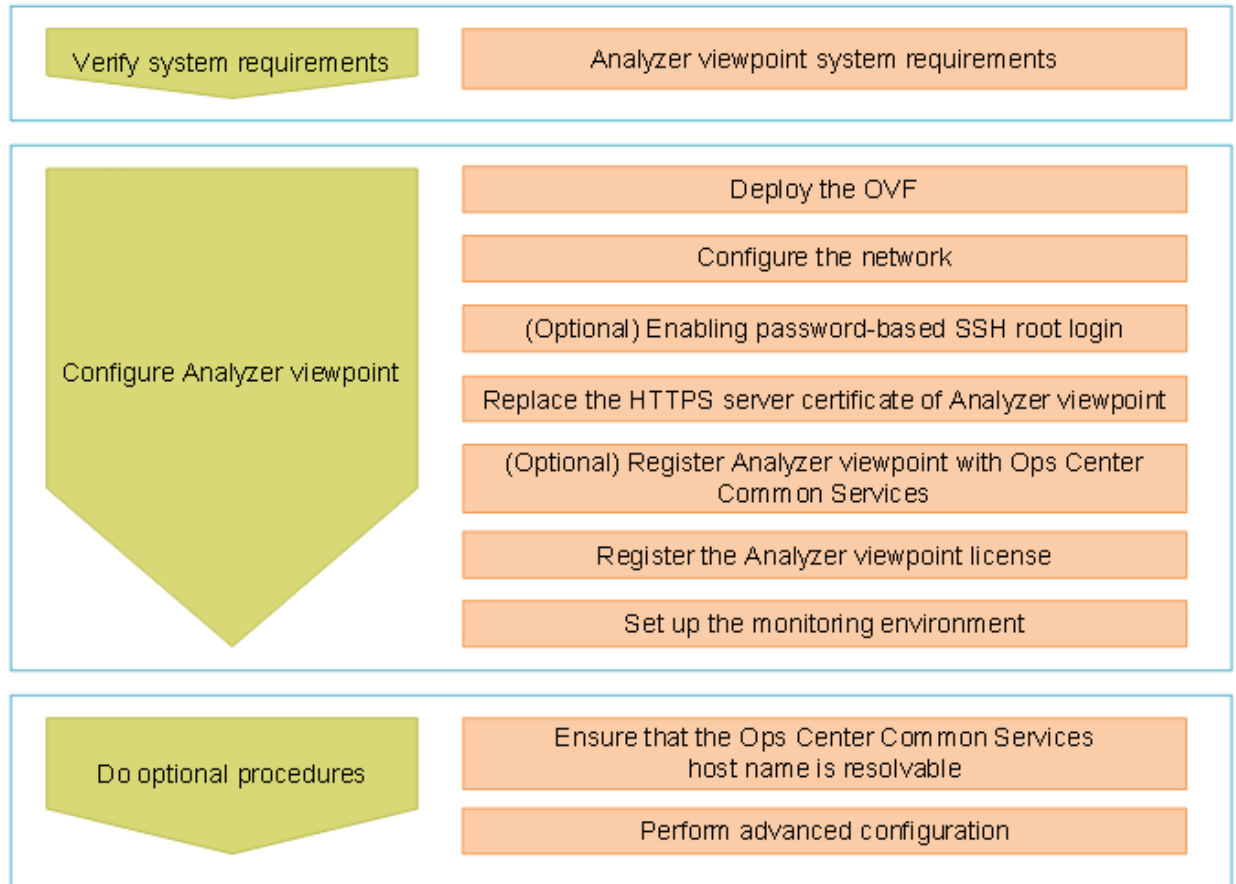 Verify system requirements
Analyzer viewpoint system requirements
Configure Analyzer viewpoint
Deploy the OVF
Configure the network
(Optional) Enabling password-based SSH root login
Replace the HTTPS server certificate of Analyzer viewpoint
(Optional) Register Analyzer viewpoint with Ops Center
Common Services
Register the Analyzer viewpoint license
Set up the monitoring environment
Do optional procedures
Ensure that the Ops Center Common Services
host name is resolvable
Perform advanced configuration